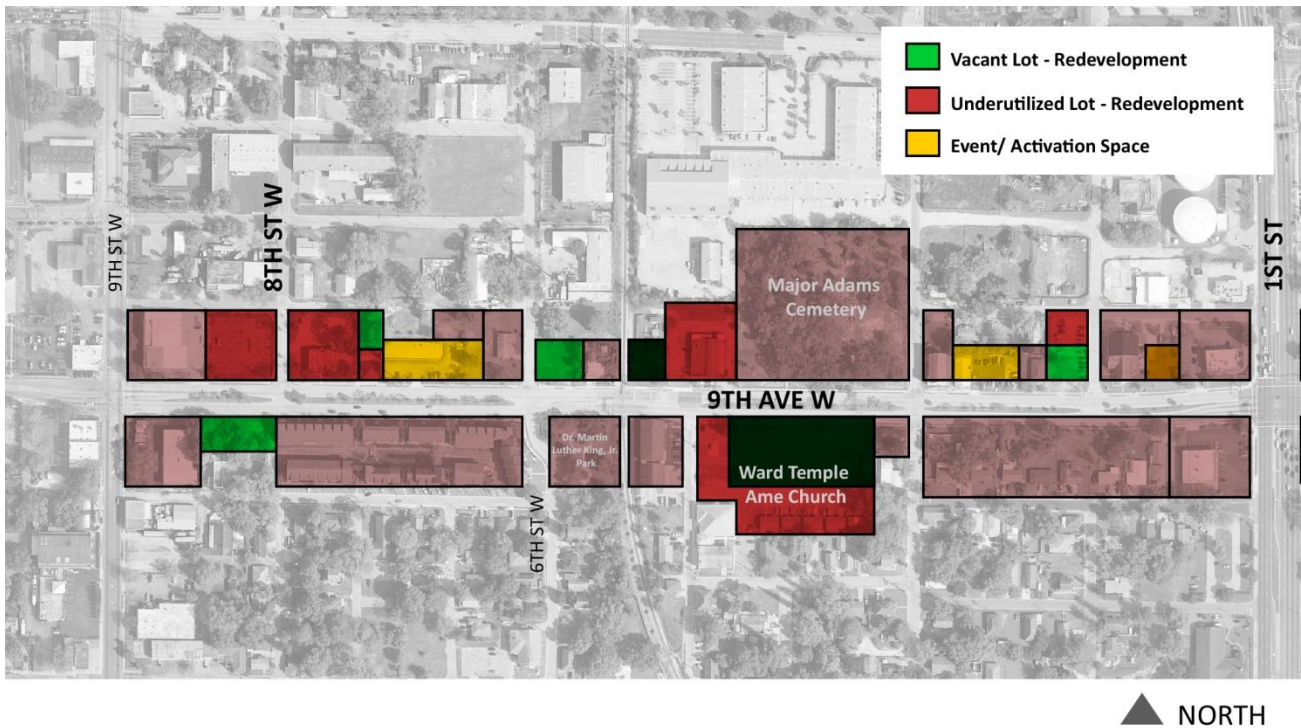 Vacant Lot - Redevelopment
Underutilized Lot - Redevelopment
Event/ Activation Space
9TH ST W
8TH ST W
1ST ST
Major Adams
Cemetery
9TH AVE W
Dr. Martin
Luther King, Jr.
Park
Ward Temple
Ame Church
6TH ST W
NORTH